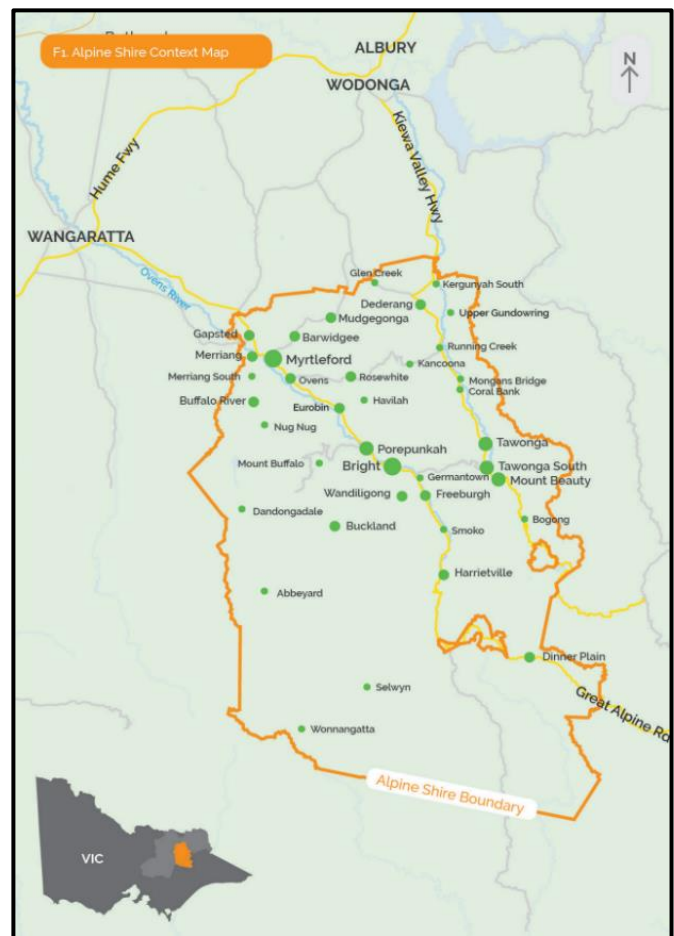 F1. Alpine Shire Context Map
ALBURY
N
WODONGA
Kiewa Valley Hwy
Hume Fwy
WANGARATTA
Ovens River
Glen Creek
Kergunyah South
Dederang
Upper Gundowring
Mudgegonga
Gapsted
Barwidgee
Running Creek
Merriang
Myrtleford
Kancoona
Merriang South
Ovens
Rosewhite
Mongans Bridge
Coral Bank
Buffalo River
Eurobin
Havilah
Nug Nug
Tawonga
Porepunkah
Mount Buffalo
Bright
Tawonga South
Germantown
Mount Beauty
Wandiligong
Freeburgh
Dandongadale
Bogong
Buckland
Smoko
Harrietville
Abbeyard
Dinner Plain
Selwyn
Great Alpine Rd
Wonnangatta
Alpine Shire Boundary
VIC